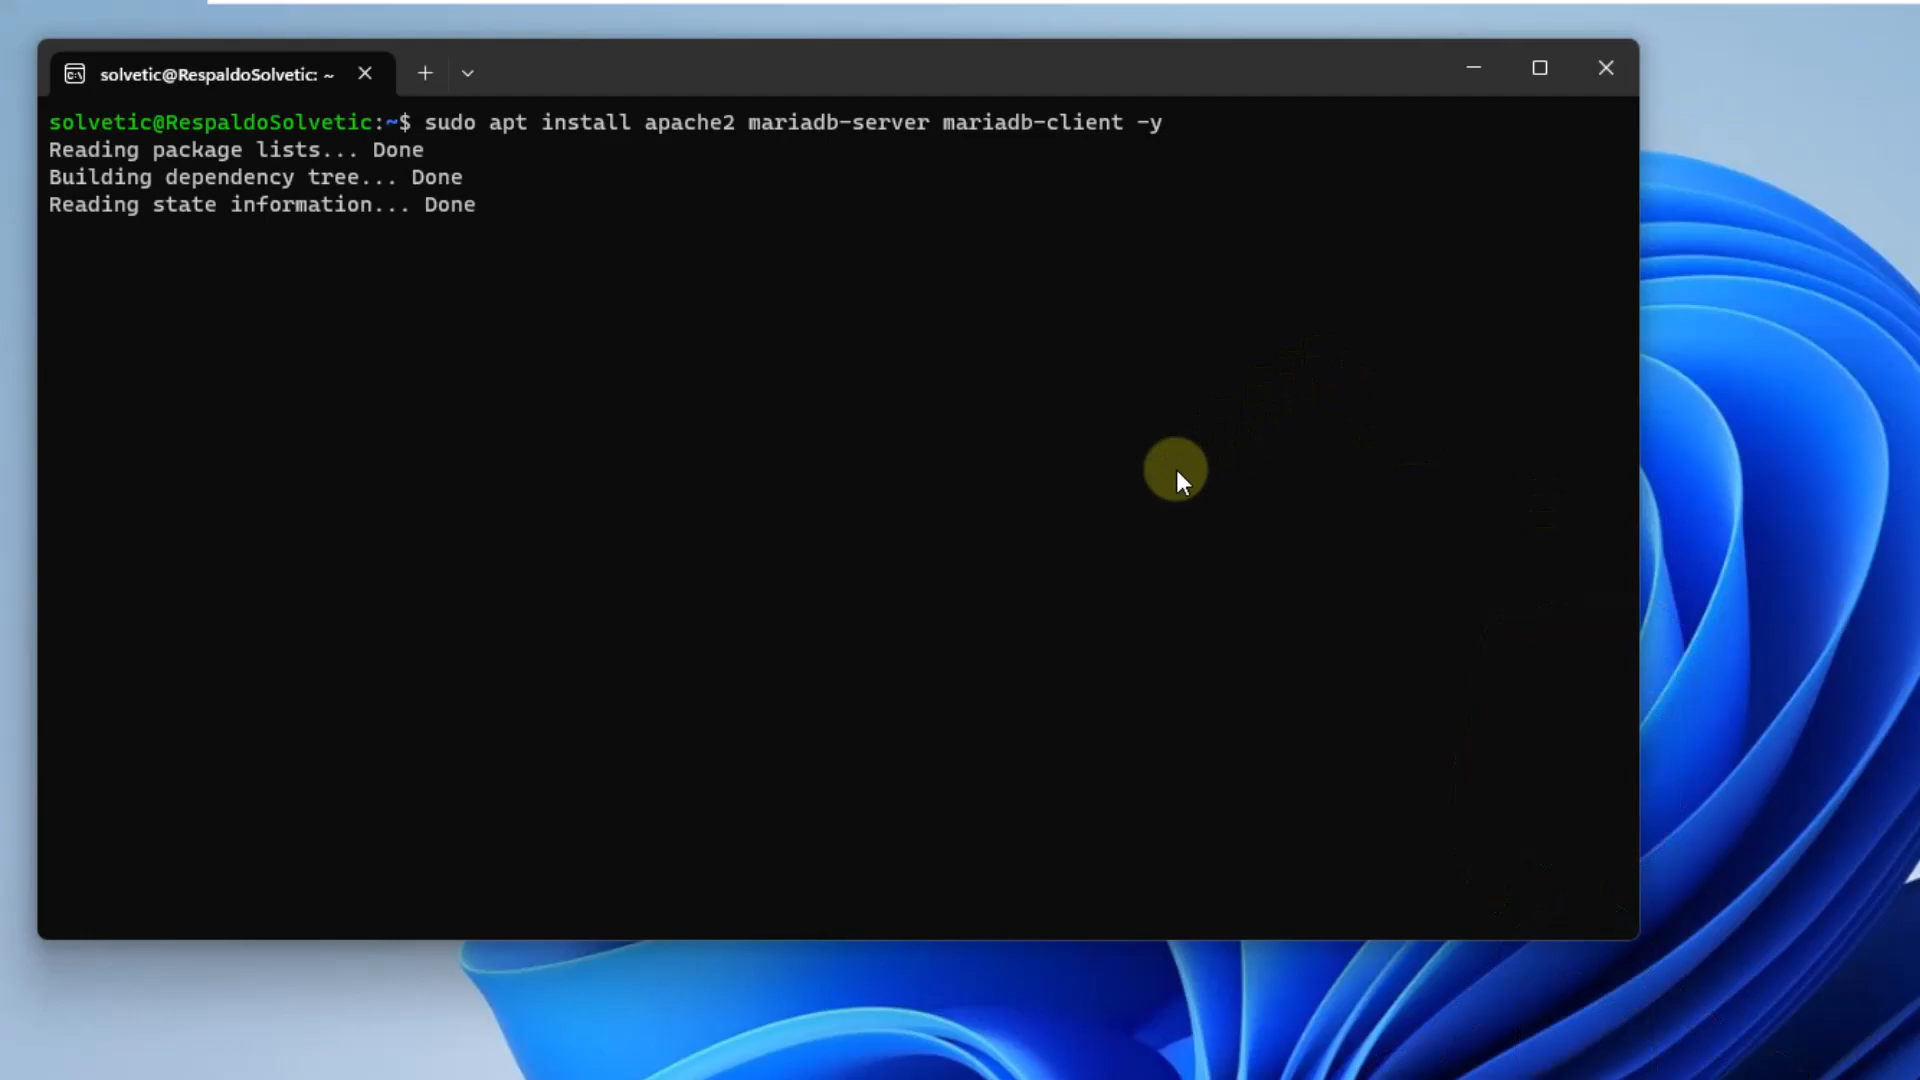 solvetic@RespaldoSolvetic: ~
solvetic@RespaldoSolvetic:~$ sudo apt install apache2 mariadb-server mariadb-client -y
Reading package lists... Done
Building dependency tree... Done
Reading state information... Done